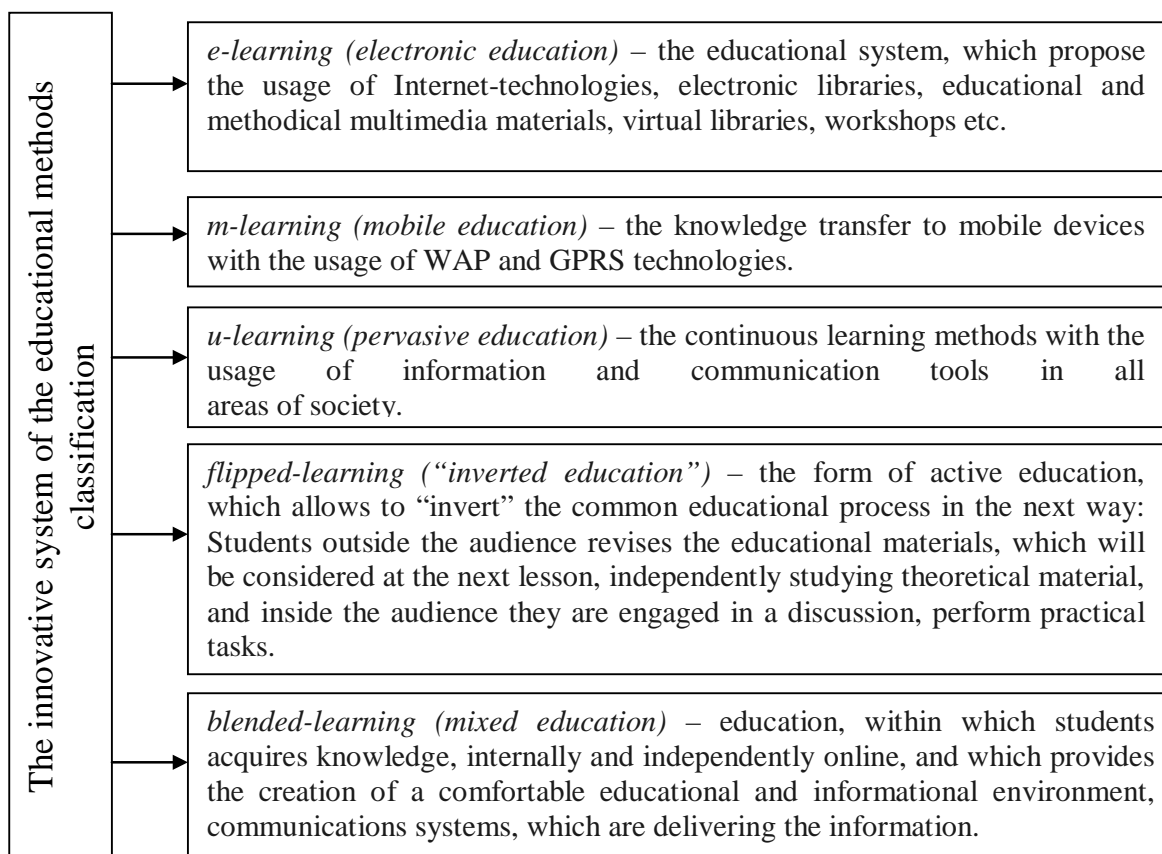 The innovative system of the educational methods
classification
e-learning (electronic education) – the educational system, which propose
the usage of Internet-technologies, electronic libraries, educational and
methodical multimedia materials, virtual libraries, workshops etc.
m-learning (mobile education) – the knowledge transfer to mobile devices
with the usage of WAP and GPRS technologies.
u-learning (pervasive education) – the continuous learning methods with the
usage of information and communication tools in all
areas of society.
flipped-learning (“inverted education”) – the form of active education,
which allows to “invert” the common educational process in the next way:
Students outside the audience revises the educational materials, which will
be considered at the next lesson, independently studying theoretical material,
and inside the audience they are engaged in a discussion, perform practical
tasks.
blended-learning (mixed education) – education, within which students
acquires knowledge, internally and independently online, and which provides
the creation of a comfortable educational and informational environment,
communications systems, which are delivering the information.